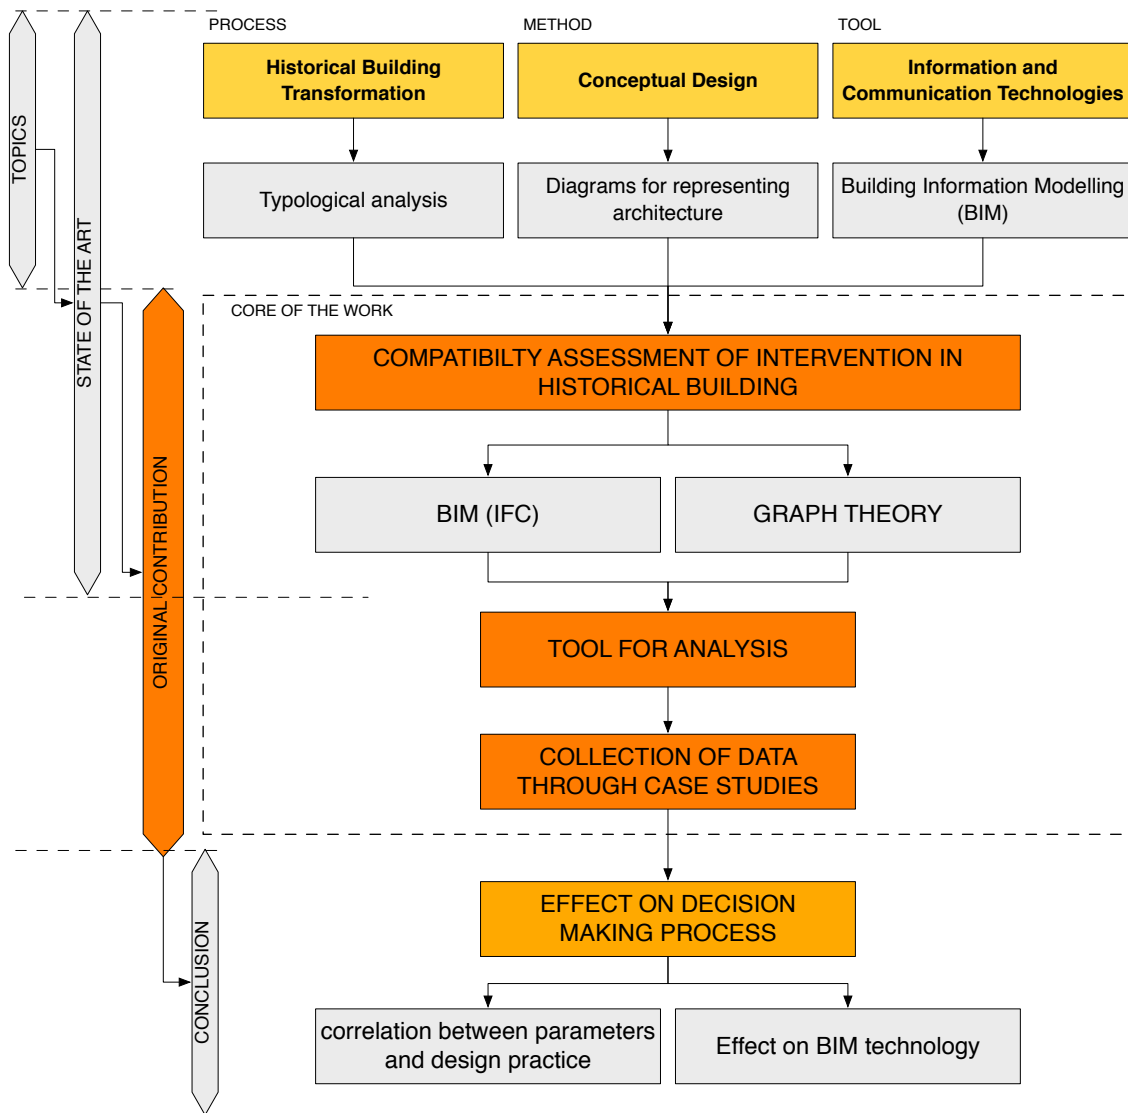 PROCESS
METHOD
TOOL
Historical Building
Transformation
Conceptual Design
Information and
Communication Technologies
Typological analysis
Diagrams for representing
architecture
Building Information Modelling
(BIM)
TOPICS
STATE OF THE ART
ORIGINAL CONTRIBUTION
CONCLUSION
CORE OF THE WORK
COMPATIBILTY ASSESSMENT OF INTERVENTION IN
HISTORICAL BUILDING
BIM (IFC)
GRAPH THEORY
TOOL FOR ANALYSIS
COLLECTION OF DATA
THROUGH CASE STUDIES
EFFECT ON DECISION
MAKING PROCESS
correlation between parameters
and design practice
Effect on BIM technology